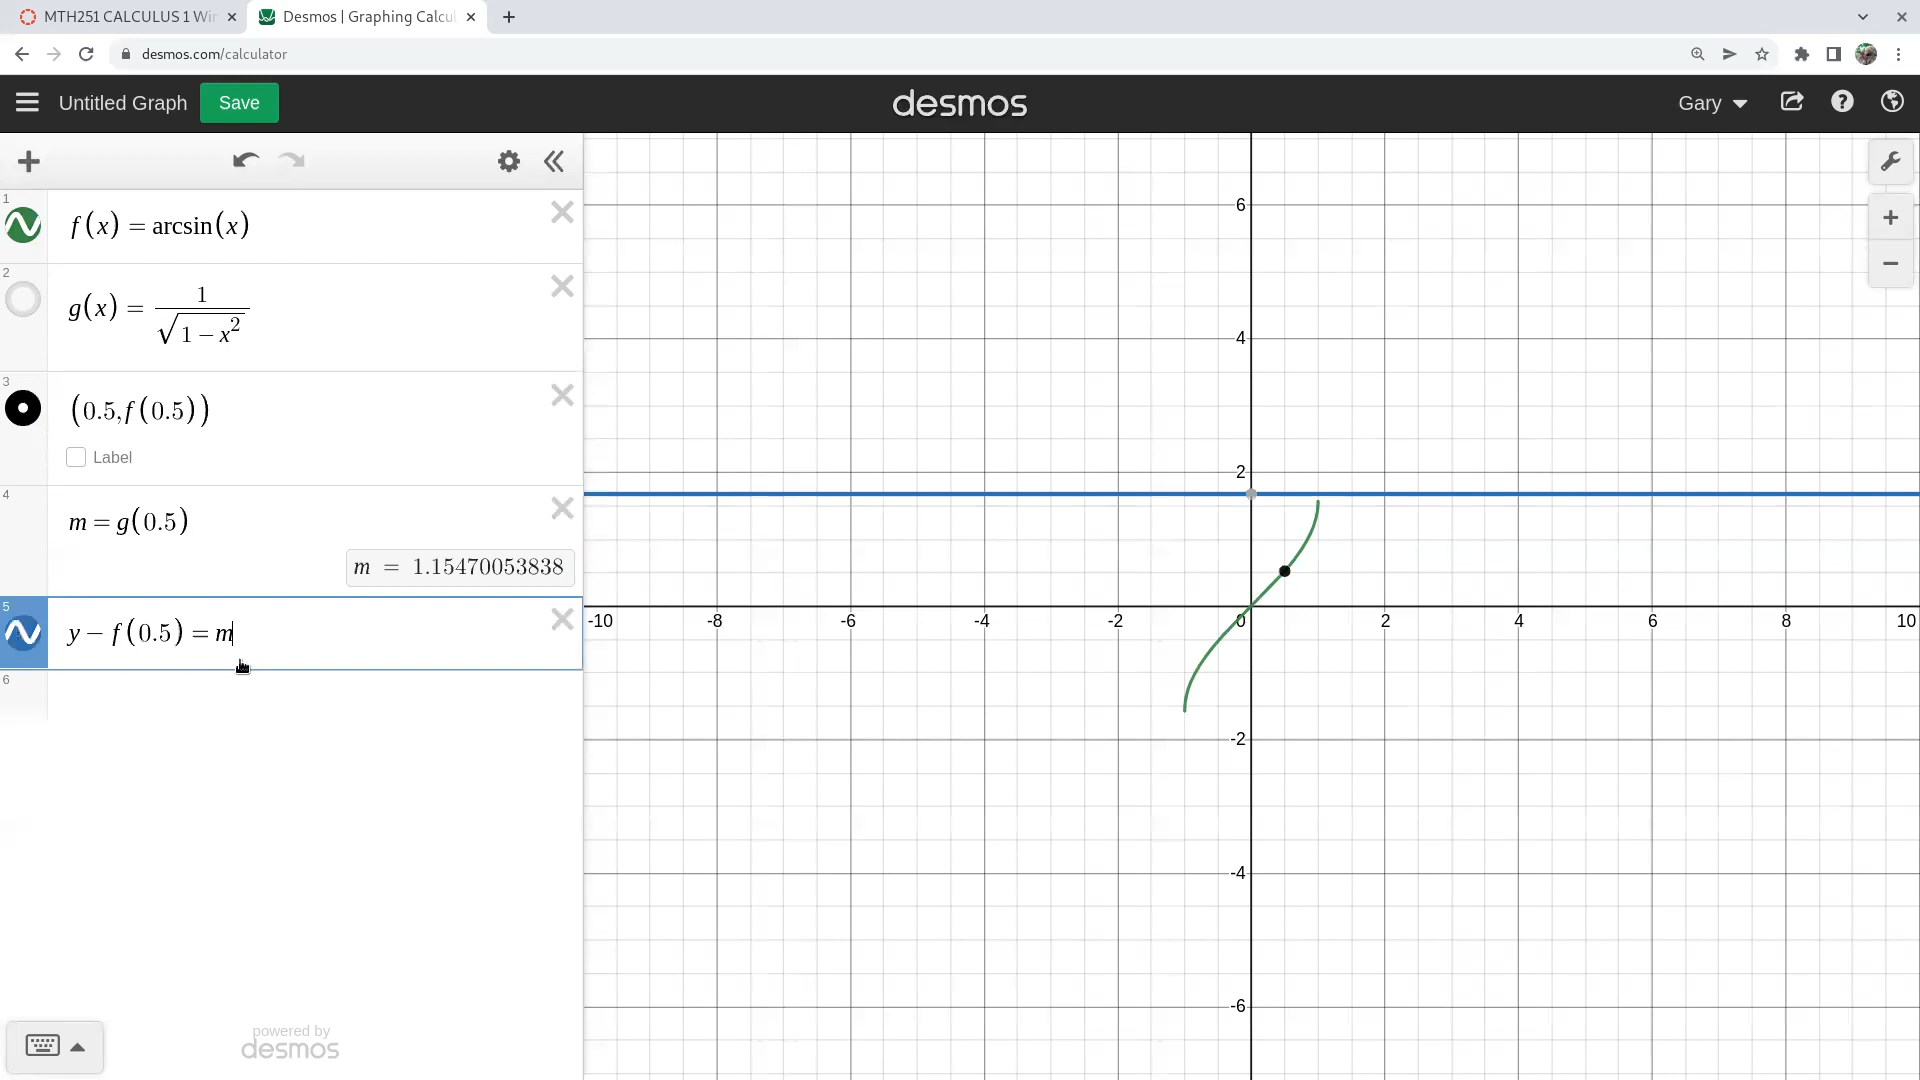 MTH251 CALCULUS 1 Wi
Desmos | Graphing Calcu
desmos.com/calculator
Untitled Graph
Save
desmos
Gary
1
f(x) = arcsin(x)
2
g(x) = 1/√(1 − x²)
3
(0.5, f(0.5))
Label
4
m = g(0.5)
m = 1.15470053838
5
y − f(0.5) = m
6
powered by
desmos
6
4
2
-10 -8 -6 -4 -2 0 2 4 6 8 10
-2
-4
-6